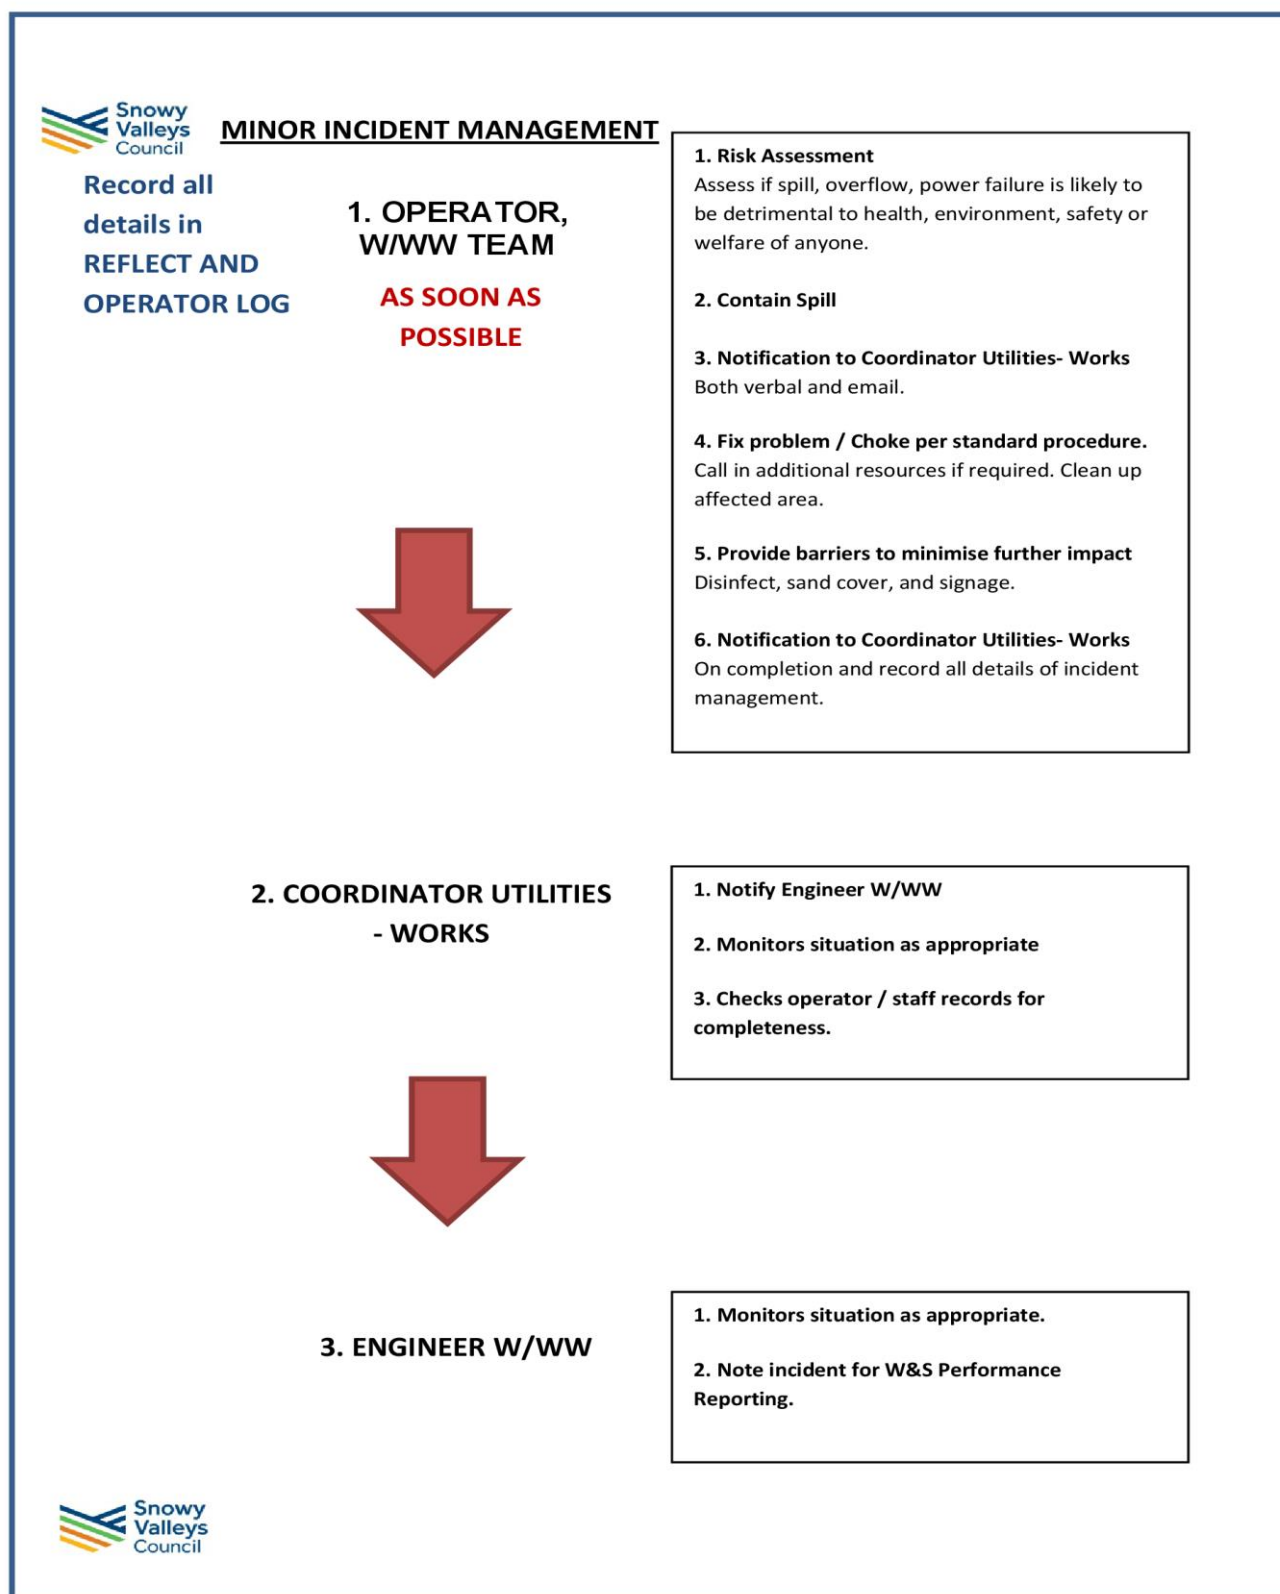 Snowy
Valleys
Council
MINOR INCIDENT MANAGEMENT
Record all
details in
REFLECT AND
OPERATOR LOG
1. OPERATOR,
W/WW TEAM
AS SOON AS
POSSIBLE
1. Risk Assessment
Assess if spill, overflow, power failure is likely to
be detrimental to health, environment, safety or
welfare of anyone.
2. Contain Spill
3. Notification to Coordinator Utilities- Works
Both verbal and email.
4. Fix problem / Choke per standard procedure.
Call in additional resources if required. Clean up
affected area.
5. Provide barriers to minimise further impact
Disinfect, sand cover, and signage.
6. Notification to Coordinator Utilities- Works
On completion and record all details of incident
management.
2. COORDINATOR UTILITIES
- WORKS
1. Notify Engineer W/WW
2. Monitors situation as appropriate
3. Checks operator / staff records for
completeness.
3. ENGINEER W/WW
1. Monitors situation as appropriate.
2. Note incident for W&S Performance
Reporting.
Snowy
Valleys
Council